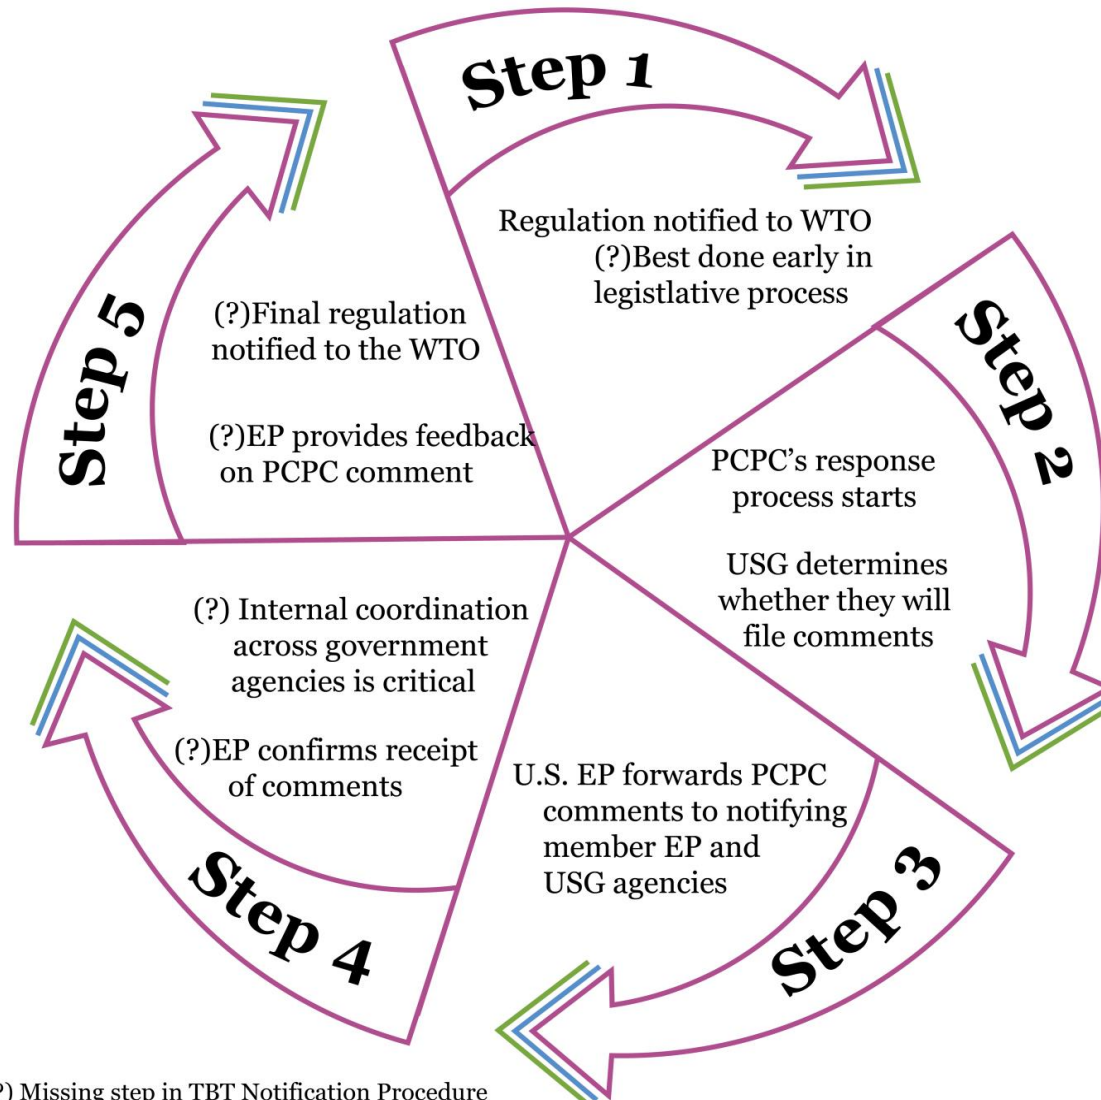 Step 1
Regulation notified to WTO
(?)Best done early in
legistlative process
Step 2
PCPC’s response
process starts
USG determines
whether they will
file comments
Step 3
U.S. EP forwards PCPC
comments to notifying
member EP and
USG agencies
Step 4
(?) Internal coordination
across government
agencies is critical
(?)EP confirms receipt
of comments
Step 5
(?)Final regulation
notified to the WTO
(?)EP provides feedback
on PCPC comment
?) Missing step in TBT Notification Procedure